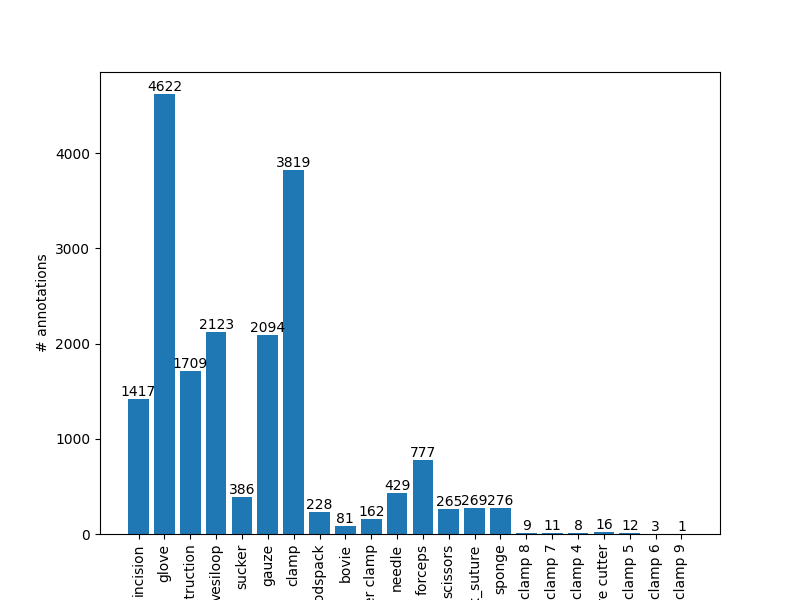 # annotations
4000
3000
2000
1000
0
1417
4622
1709
2123
386
2094
3819
228
81
162
429
777
265
269
276
9
11
8
16
12
3
1
incision
glove
truction
vesiloop
sucker
gauze
clamp
odspack
bovie
er clamp
needle
forceps
scissors
_suture
sponge
clamp 8
clamp 7
clamp 4
e cutter
clamp 5
clamp 6
clamp 9